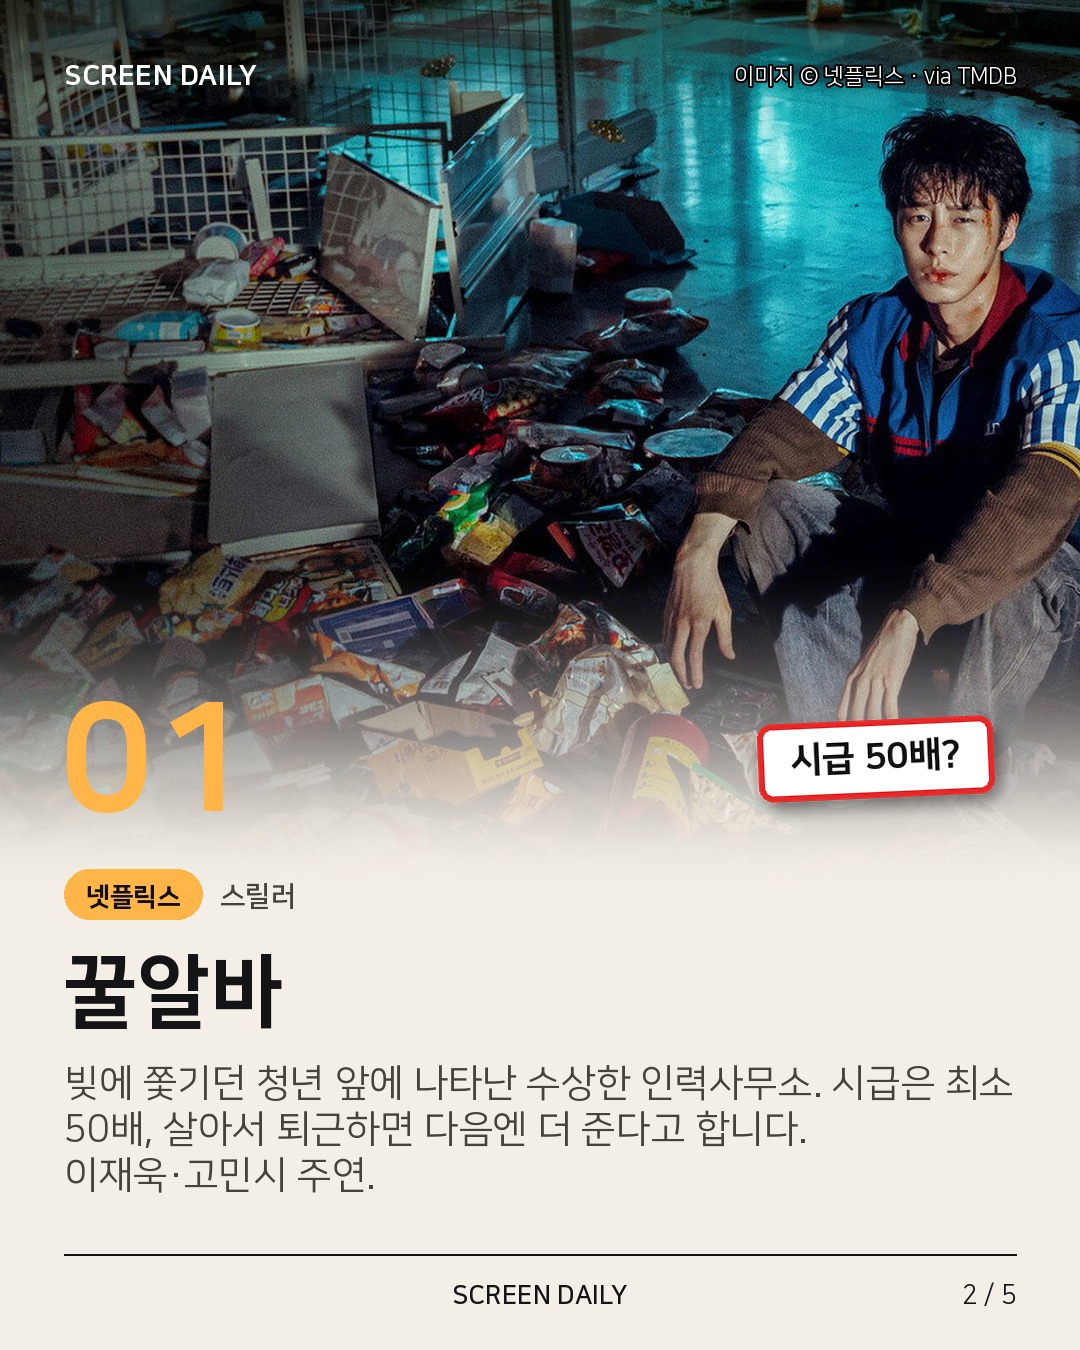 SCREEN DAILY
이미지 © 넷플릭스 · via TMDB
01
시급 50배?
넷플릭스
스릴러
꿀알바
빚에 쫓기던 청년 앞에 나타난 수상한 인력사무소. 시급은 최소
50배, 살아서 퇴근하면 다음엔 더 준다고 합니다.
이재욱·고민시 주연.
SCREEN DAILY
2 / 5